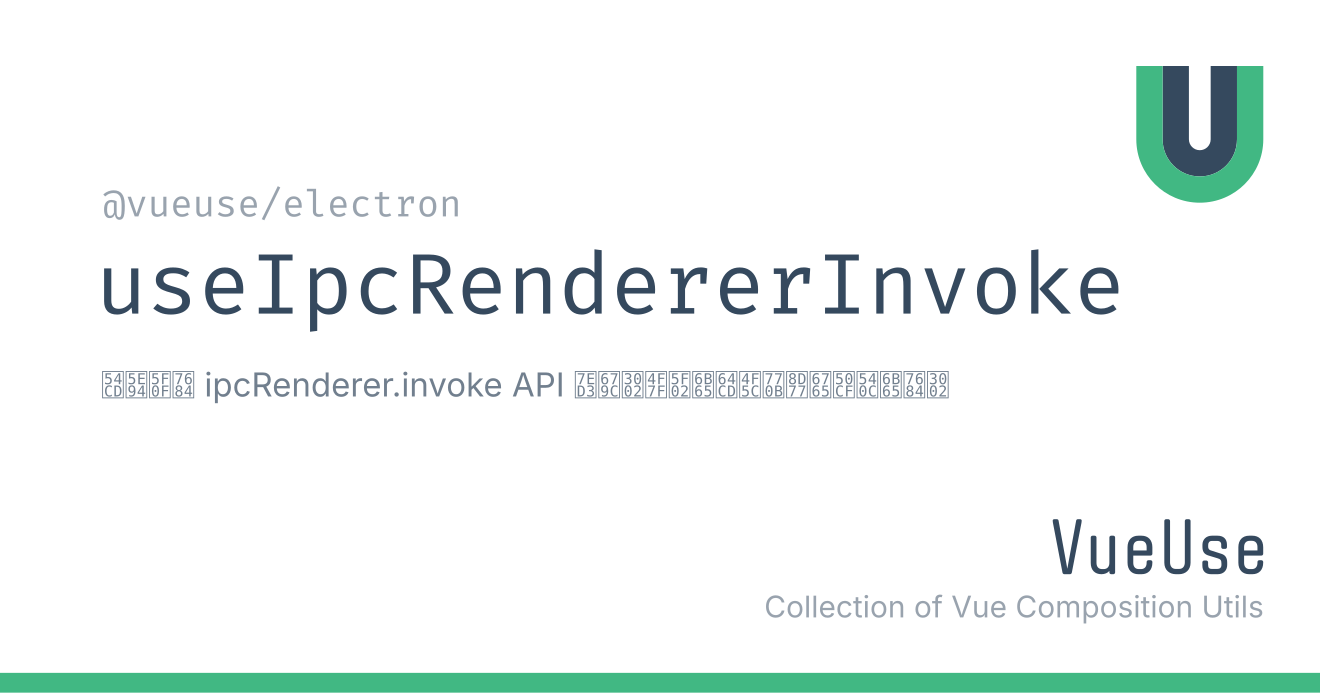 @vueuse/electron
useIpcRendererInvoke
ipcRenderer.invoke API
VueUse
Collection of Vue Composition Utils